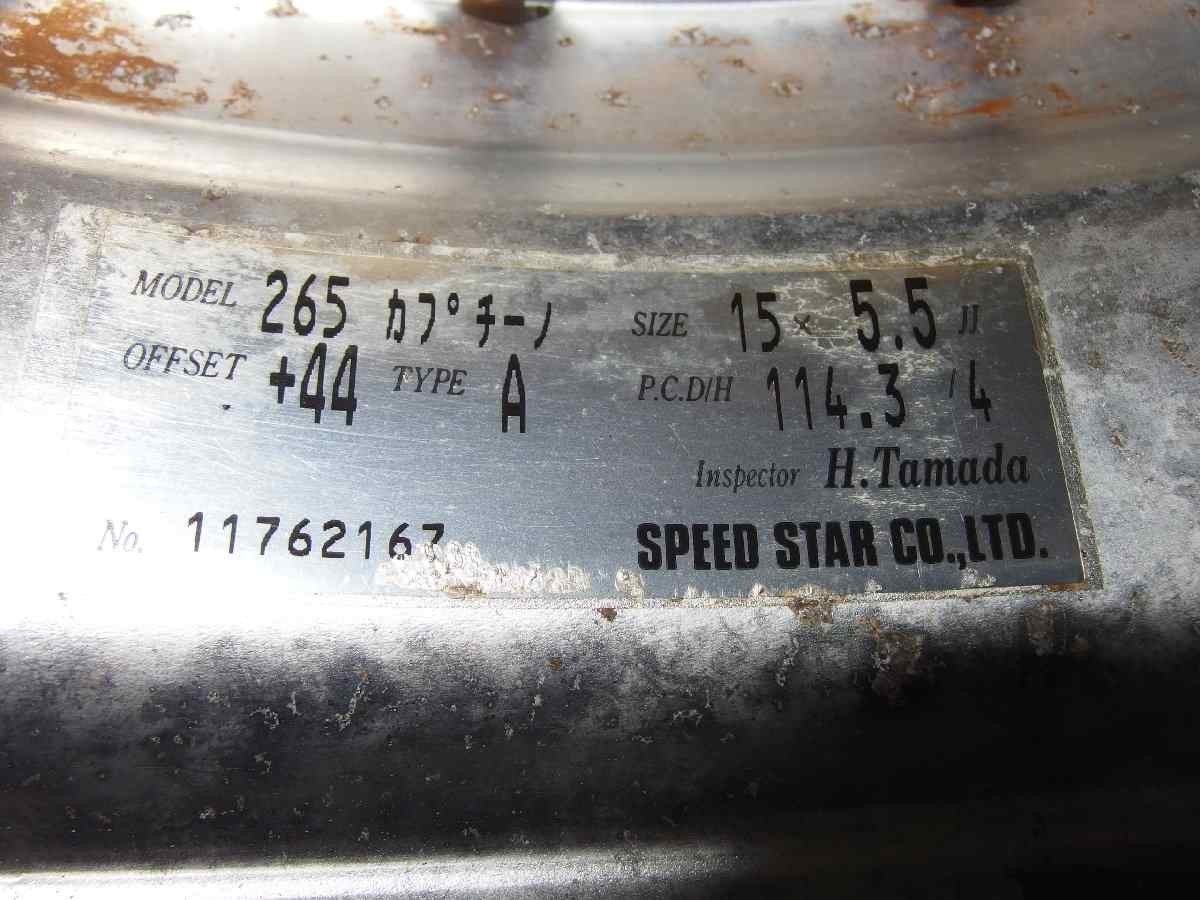 MODEL 265 カプチーノ SIZE 15 × 5.5 JJ
OFFSET +44 TYPE A P.C.D/H 114.3 / 4
Inspector H.Tamada
No. 11762167 SPEED STAR CO.,LTD.